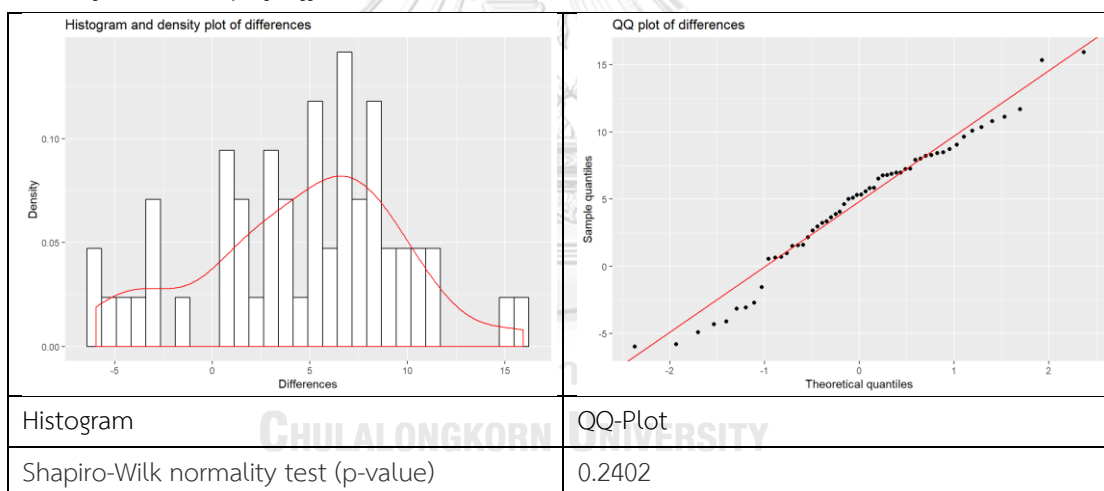 Histogram and density plot of differences
0.10
0.05
0.00
Density
-5
0
5
10
15
Differences
QQ plot of differences
15
10
5
0
-5
Sample quantiles
-2
-1
0
1
2
Theoretical quantiles
Histogram
QQ-Plot
CHULALONGKORN UNIVERSITY
Shapiro-Wilk normality test (p-value)
0.2402